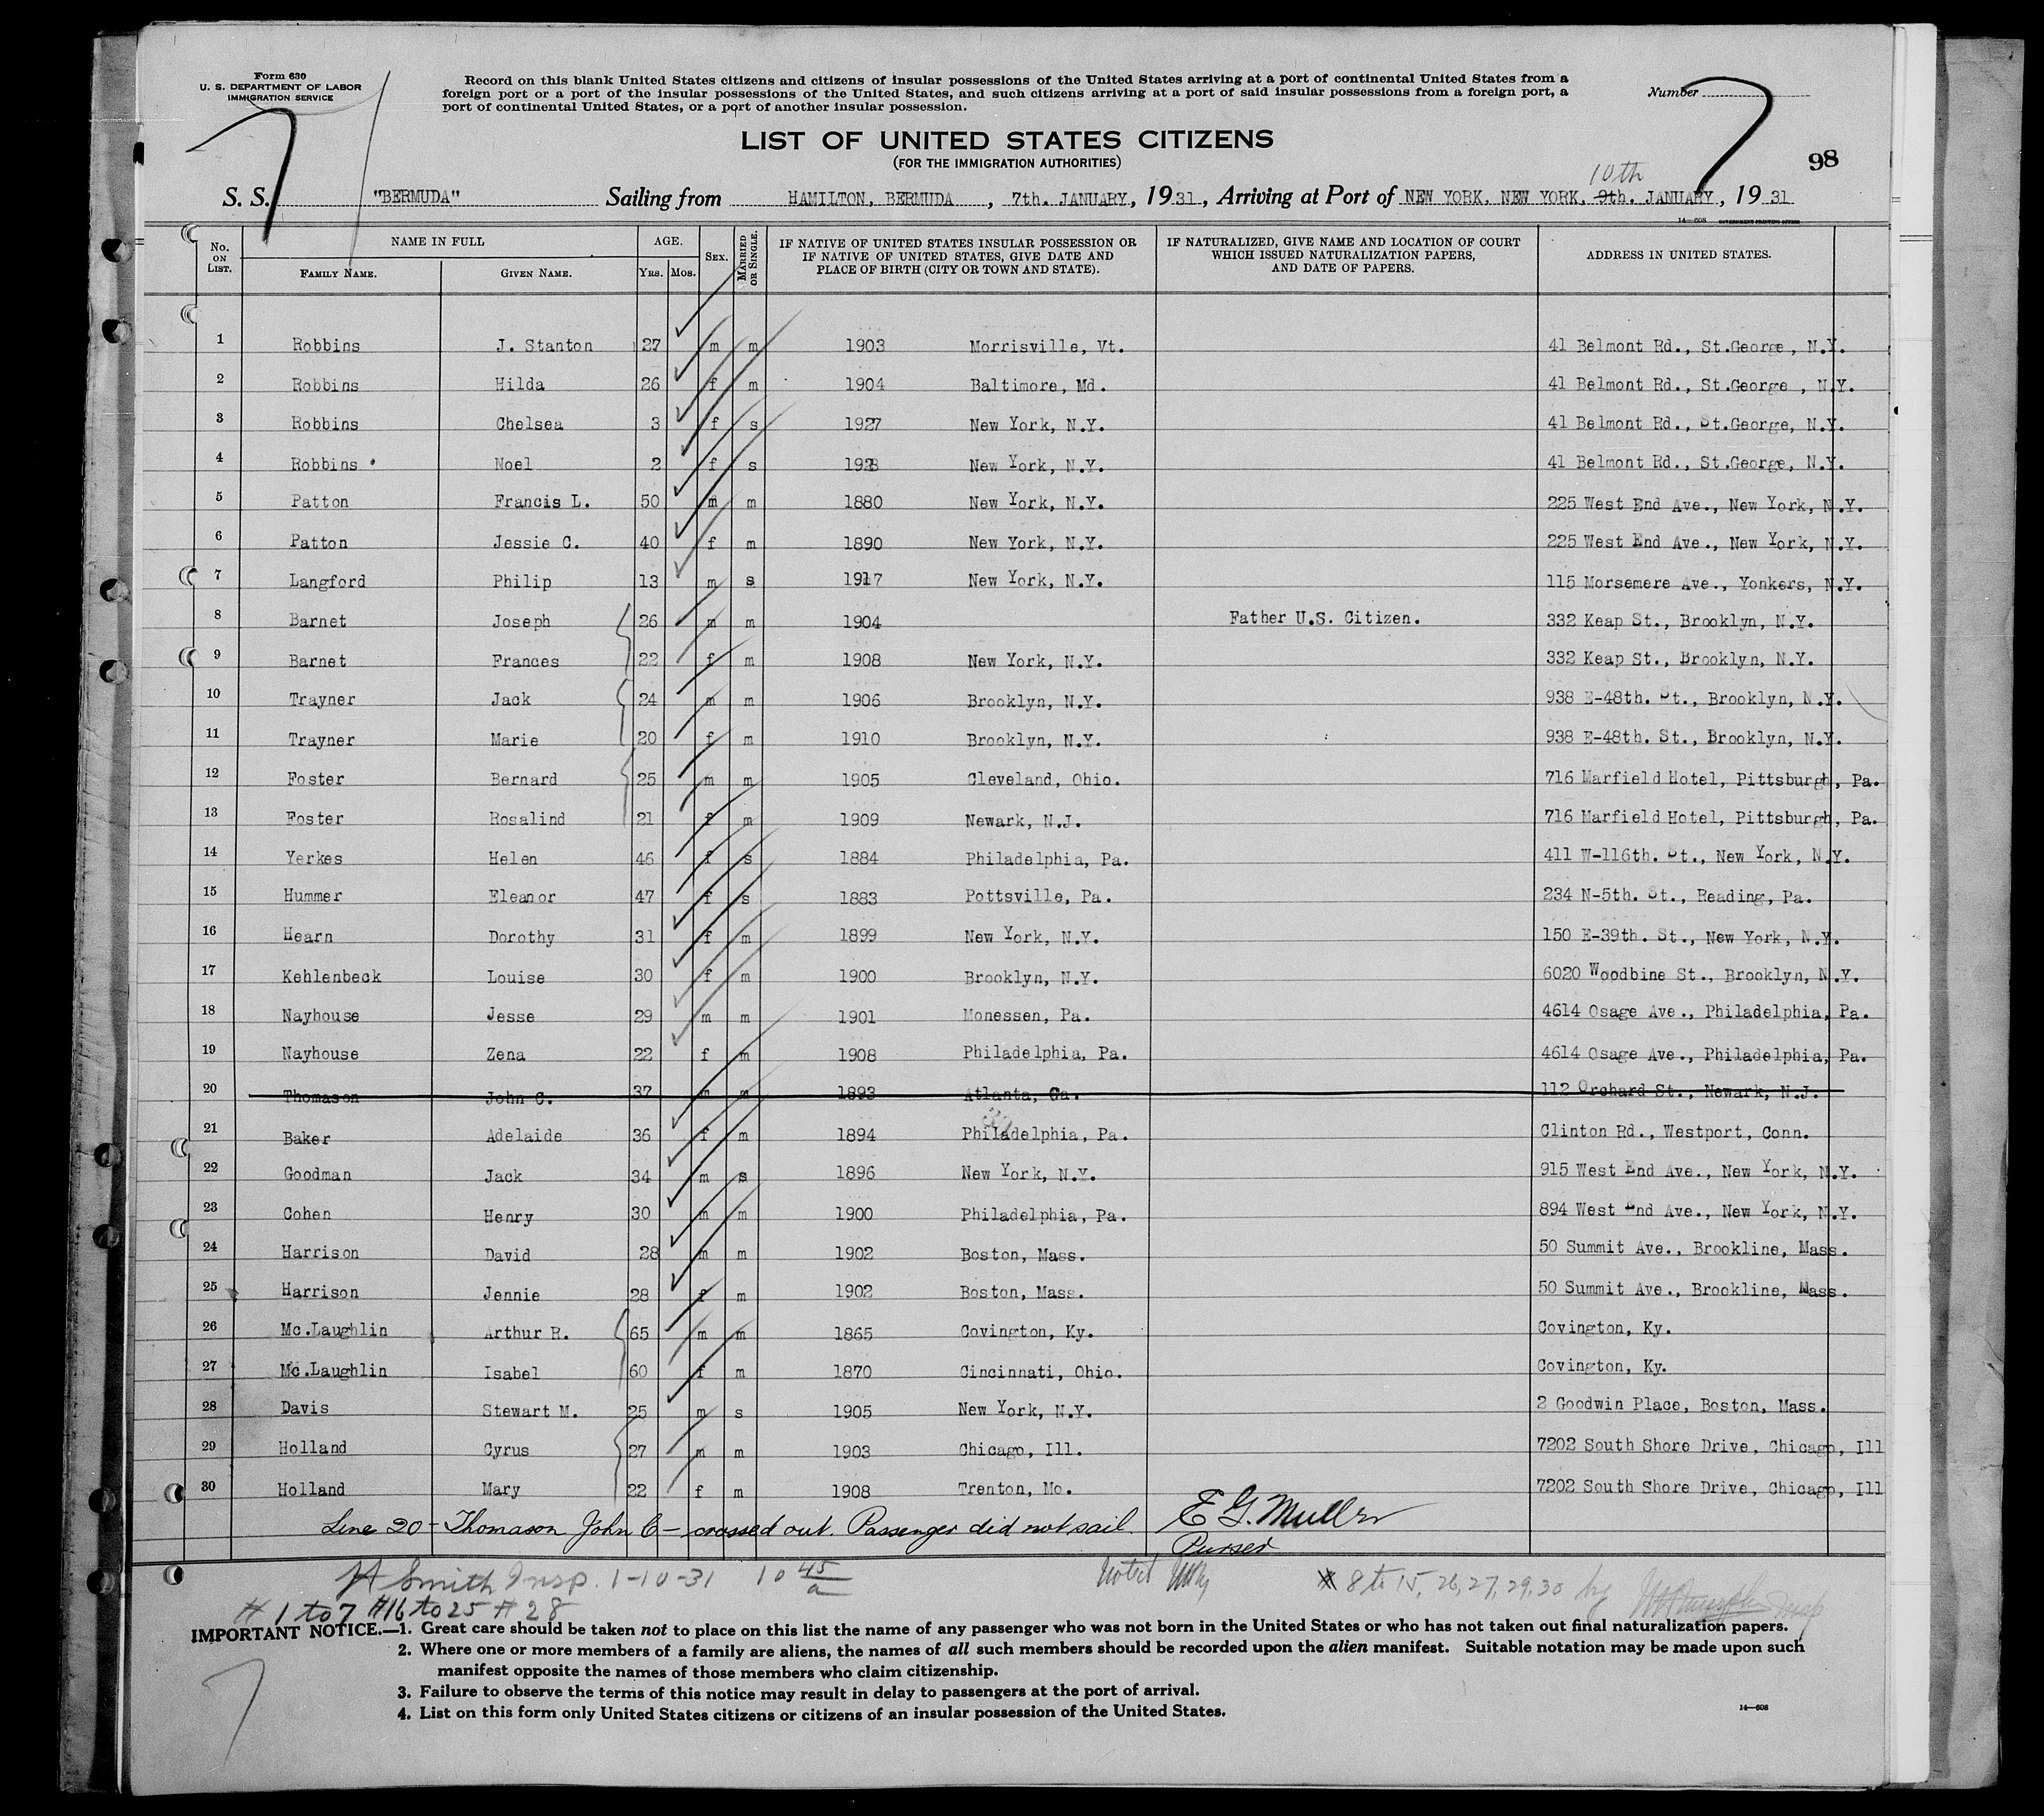 Form 630
U. S. DEPARTMENT OF LABOR
IMMIGRATION SERVICE
Record on this blank United States citizens and citizens of insular possessions of the United States arriving at a port of continental United States from a
foreign port or a port of the insular possessions of the United States, and such citizens arriving at a port of said insular possessions from a foreign port, a
port of continental United States, or a port of another insular possession.
Number
7
7
98
LIST OF UNITED STATES CITIZENS
(FOR THE IMMIGRATION AUTHORITIES)
10th
S. S. "BERMUDA" Sailing from HAMILTON, BERMUDA, 7th. JANUARY, 1931, Arriving at Port of NEW YORK, NEW YORK, 9th. JANUARY, 1931
14—608 GOVERNMENT PRINTING OFFICE
No. ON LIST. NAME IN FULL AGE. SEX. MARRIED OR SINGLE. IF NATIVE OF UNITED STATES INSULAR POSSESSION OR IF NATIVE OF UNITED STATES, GIVE DATE AND PLACE OF BIRTH (CITY OR TOWN AND STATE). IF NATURALIZED, GIVE NAME AND LOCATION OF COURT WHICH ISSUED NATURALIZATION PAPERS, AND DATE OF PAPERS. ADDRESS IN UNITED STATES.
FAMILY NAME. GIVEN NAME. YRS. MOS.
1 Robbins J. Stanton 27 m m 1903 Morrisville, Vt. 41 Belmont Rd., St.George, N.Y.
2 Robbins Hilda 26 f m 1904 Baltimore, Md. 41 Belmont Rd., St.George , N.Y.
3 Robbins Chelsea 3 f s 1927 New York, N.Y. 41 Belmont Rd., St.George, N.Y.
4 Robbins Noel 2 f s 1928 New York, N.Y. 41 Belmont Rd., St.George, N.Y.
5 Patton Francis L. 50 m m 1880 New York, N.Y. 225 West End Ave., New York, N.Y.
6 Patton Jessie C. 40 f m 1890 New York, N.Y. 225 West End Ave., New York, N.Y.
7 Langford Philip 13 m s 1917 New York, N.Y. 115 Morsemere Ave., Yonkers, N.Y.
8 Barnet Joseph 26 m m 1904 Father U.S. Citizen. 332 Keap St., Brooklyn, N.Y.
9 Barnet Frances 22 f m 1908 New York, N.Y. 332 Keap St., Brooklyn, N.Y.
10 Trayner Jack 24 m m 1906 Brooklyn, N.Y. 938 E-48th. St., Brooklyn, N.Y.
11 Trayner Marie 20 f m 1910 Brooklyn, N.Y. 938 E-48th. St., Brooklyn, N.Y.
12 Foster Bernard 25 m m 1905 Cleveland, Ohio. 716 Marfield Hotel, Pittsburgh, Pa.
13 Foster Rosalind 21 f m 1909 Newark, N.J. 716 Marfield Hotel, Pittsburgh, Pa.
14 Yerkes Helen 46 f s 1884 Philadelphia, Pa. 411 W-116th. St., New York, N.Y.
15 Hummer Eleanor 47 f s 1883 Pottsville, Pa. 234 N-5th. St., Reading, Pa.
16 Hearn Dorothy 31 f m 1899 New York, N.Y. 150 E-39th. St., New York, N.Y.
17 Kehlenbeck Louise 30 f m 1900 Brooklyn, N.Y. 6020 Woodbine St., Brooklyn, N.Y.
18 Nayhouse Jesse 29 m m 1901 Monessen, Pa. 4614 Osage Ave., Philadelphia, Pa.
19 Nayhouse Zena 22 f m 1908 Philadelphia, Pa. 4614 Osage Ave., Philadelphia, Pa.
20 Thomason John C. 37 m m 1893 Atlanta, Ga. 112 Orchard St., Newark, N.J.
21 Baker Adelaide 36 f m 1894 Philadelphia, Pa. Clinton Rd., Westport, Conn.
22 Goodman Jack 34 m s 1896 New York, N.Y. 915 West End Ave., New York, N.Y.
23 Cohen Henry 30 m m 1900 Philadelphia, Pa. 894 West End Ave., New York, N.Y.
24 Harrison David 28 m m 1902 Boston, Mass. 50 Summit Ave., Brookline, Mass.
25 Harrison Jennie 28 f m 1902 Boston, Mass. 50 Summit Ave., Brookline, Mass.
26 Mc.Laughlin Arthur R. 65 m m 1865 Covington, Ky. Covington, Ky.
27 Mc.Laughlin Isabel 60 f m 1870 Cincinnati, Ohio. Covington, Ky.
28 Davis Stewart M. 25 m s 1905 New York, N.Y. 2 Goodwin Place, Boston, Mass.
29 Holland Cyrus 27 m m 1903 Chicago, Ill. 7202 South Shore Drive, Chicago, Ill
30 Holland Mary 22 f m 1908 Trenton, Mo. 7202 South Shore Drive, Chicago, Ill
Line 20 - Thomason John C - crossed out. Passenger did not sail. E G. Muller
Purser
Smith Insp. 1-10-31 10 45/a Noted # 8 to 15, 26, 27, 29, 30 by Insp
# 1 to 7 #16 to 25 # 28
IMPORTANT NOTICE.—1. Great care should be taken not to place on this list the name of any passenger who was not born in the United States or who has not taken out final naturalization papers.
2. Where one or more members of a family are aliens, the names of all such members should be recorded upon the alien manifest. Suitable notation may be made upon such
manifest opposite the names of those members who claim citizenship.
3. Failure to observe the terms of this notice may result in delay to passengers at the port of arrival.
4. List on this form only United States citizens or citizens of an insular possession of the United States.
14—608
7